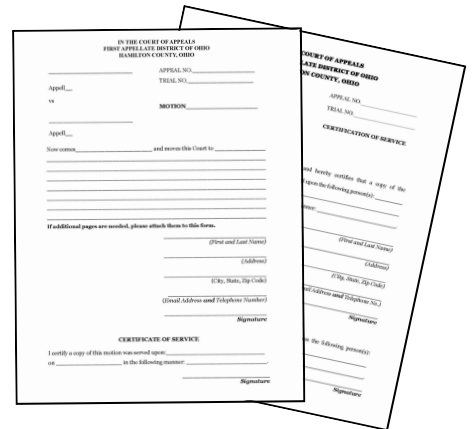 IN THE COURT OF APPEALS
FIRST APPELLATE DISTRICT OF OHIO
HAMILTON COUNTY, OHIO
APPEAL NO.
TRIAL NO.
Appell__
vs
MOTION
Appell__
Now comes and moves this Court to
If additional pages are needed, please attach them to this form.
(First and Last Name)
(Address)
(City, State, Zip Code)
(Email Address and Telephone Number)
Signature
CERTIFICATE OF SERVICE
I certify a copy of this motion was served upon:
on in the following manner:
Signature
COURT OF APPEALS
LATE DISTRICT OF OHIO
ON COUNTY, OHIO
APPEAL NO.
TRIAL NO.
CERTIFICATION OF SERVICE
and hereby certifies that a copy of the
upon the following person(s):
(First and Last Name)
(Address)
(City, State, Zip Code)
Email Address and Telephone No.)
Signature
the following person(s):
Signature